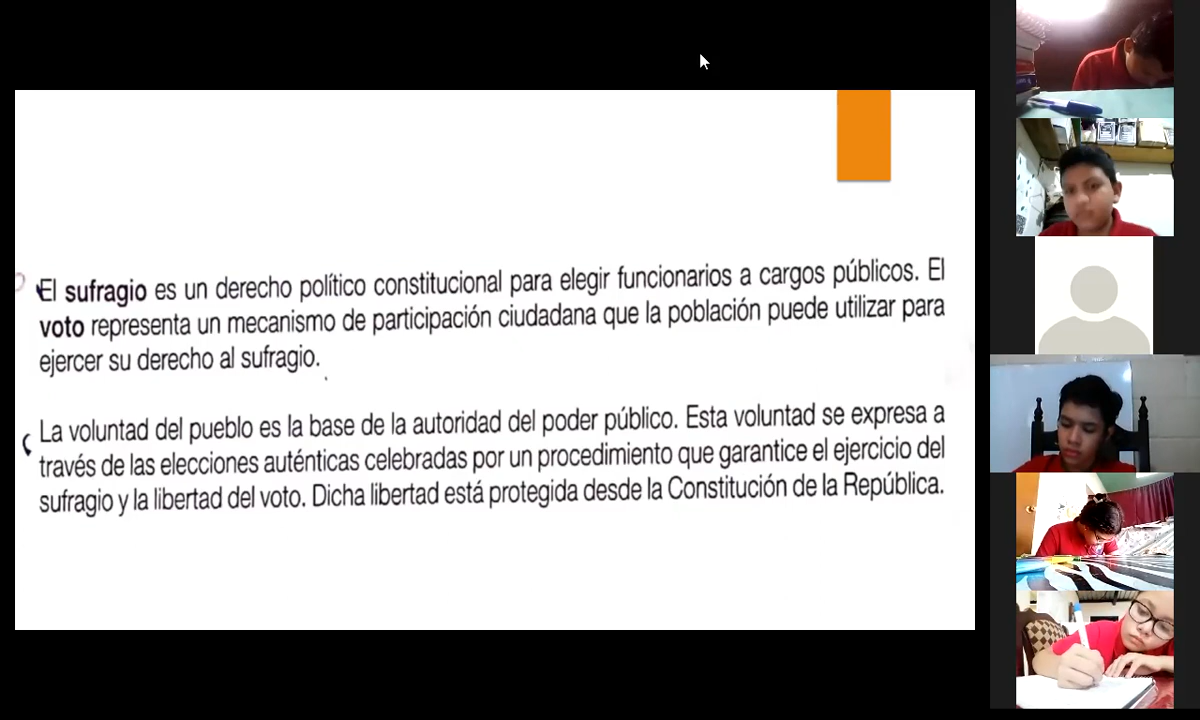 El sufragio es un derecho político constitucional para elegir funcionarios a cargos públicos. El
voto representa un mecanismo de participación ciudadana que la población puede utilizar para
ejercer su derecho al sufragio.
La voluntad del pueblo es la base de la autoridad del poder público. Esta voluntad se expresa a
través de las elecciones auténticas celebradas por un procedimiento que garantice el ejercicio del
sufragio y la libertad del voto. Dicha libertad está protegida desde la Constitución de la República.